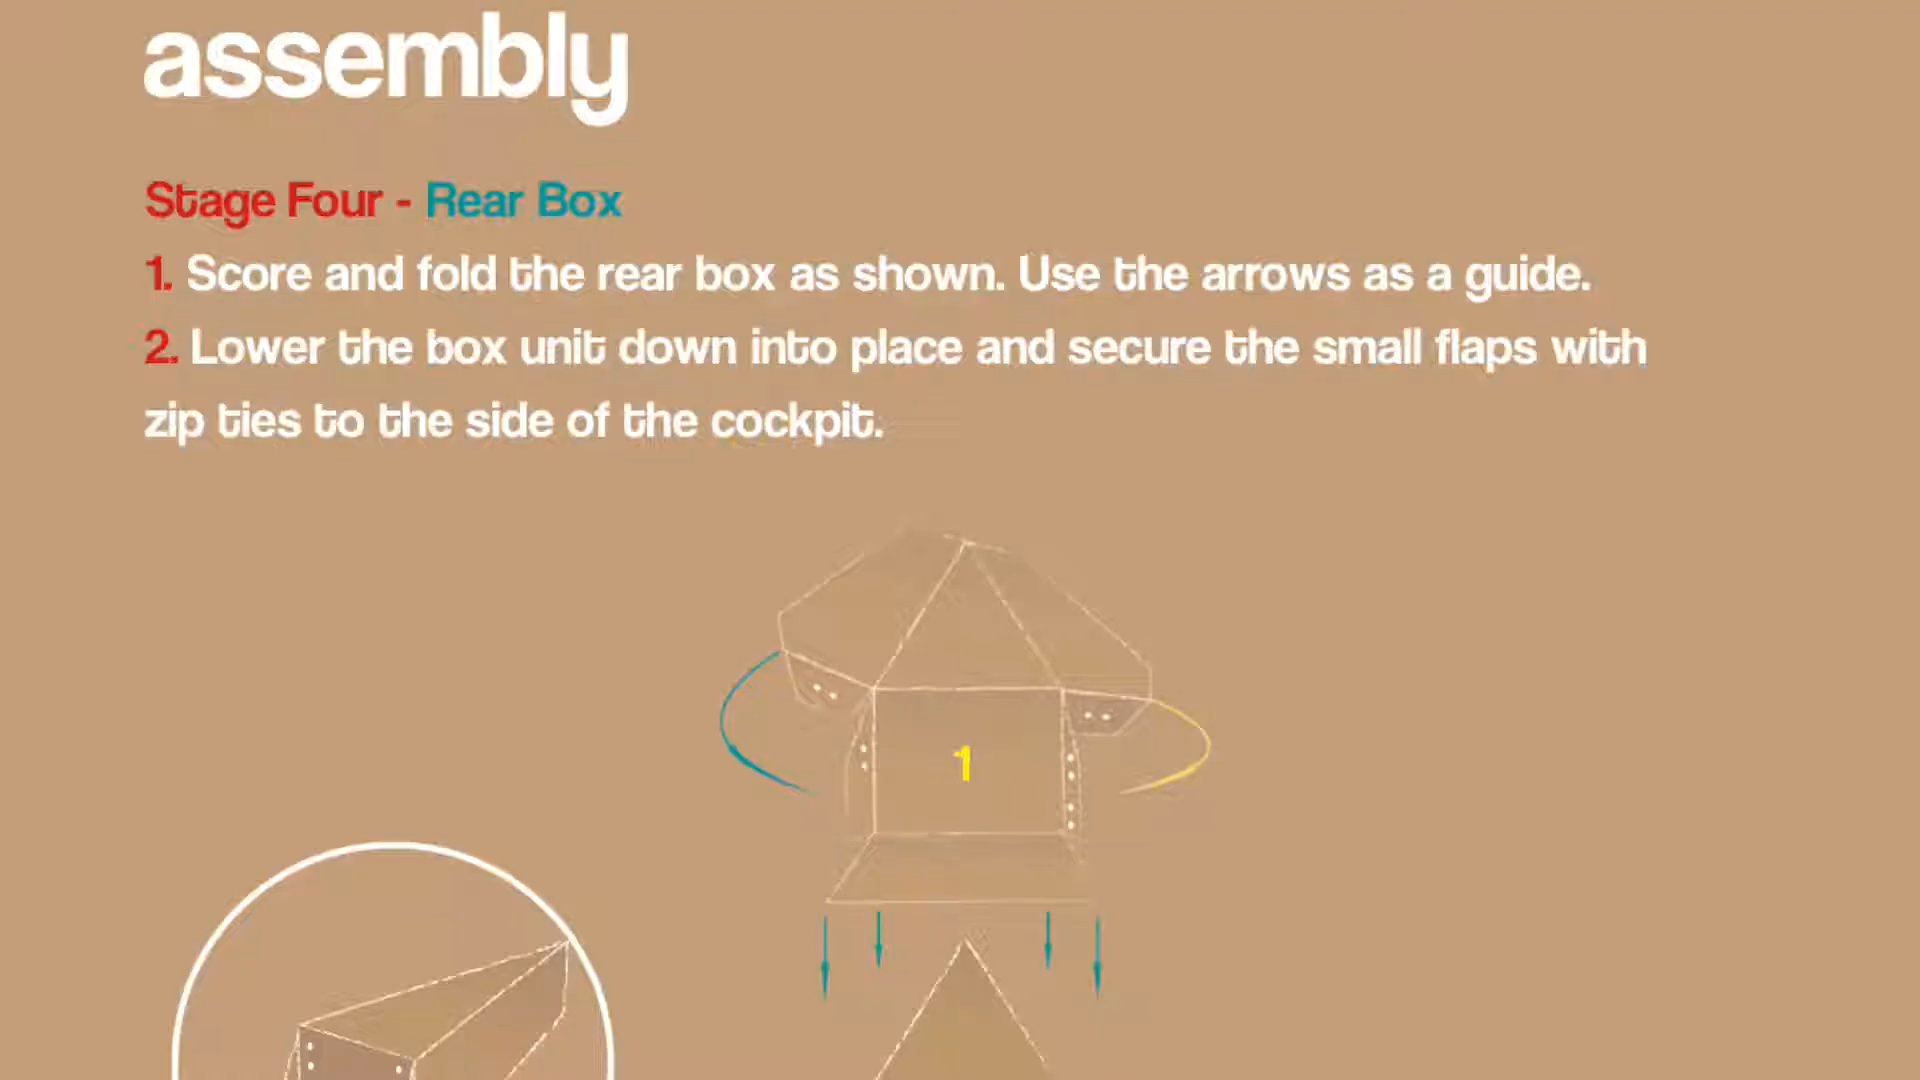 assembly
Stage Four - Rear Box
1. Score and fold the rear box as shown. Use the arrows as a guide.
2. Lower the box unit down into place and secure the small flaps with
zip ties to the side of the cockpit.
1